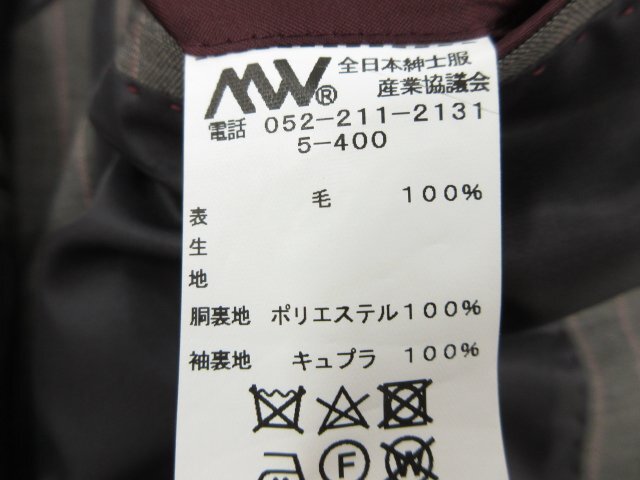 MW® 全日本紳士服
産業協議会
電話 052-211-2131
5-400
表生地 毛 100%
胴裏地 ポリエステル100%
袖裏地 キュプラ 100%
F
W